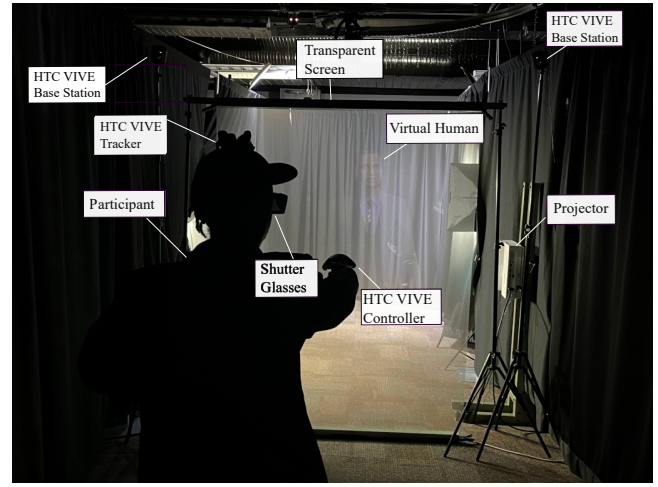 HTC VIVE
Base Station
Transparent
Screen
HTC VIVE
Base Station
HTC VIVE
Tracker
Virtual Human
Participant
Projector
Shutter
Glasses
HTC VIVE
Controller